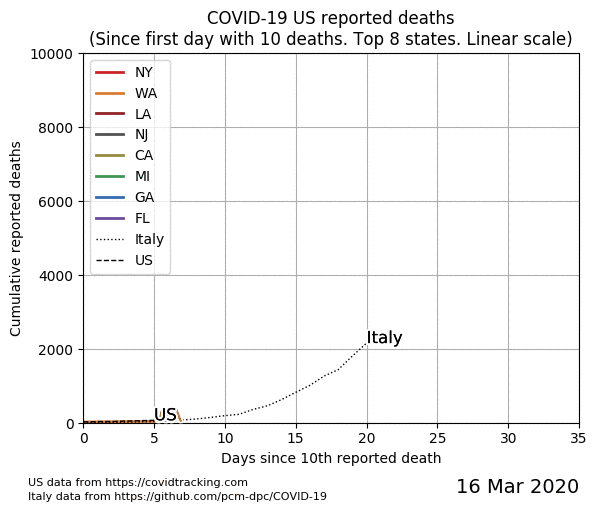 COVID-19 US reported deaths
(Since first day with 10 deaths. Top 8 states. Linear scale)
10000
8000
6000
4000
2000
0
Cumulative reported deaths
NY
WA
LA
NJ
CA
MI
GA
FL
Italy
US
Italy
US
0 5 10 15 20 25 30 35
Days since 10th reported death
US data from https://covidtracking.com
Italy data from https://github.com/pcm-dpc/COVID-19
16 Mar 2020